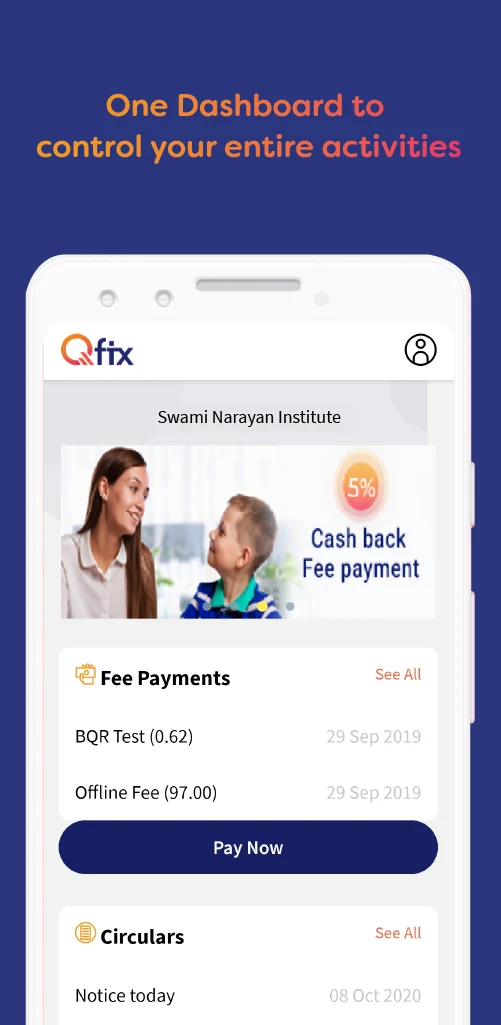 One Dashboard to
control your entire activities
Qfix
Swami Narayan Institute
5%
Cash back
Fee payment
Fee Payments
See All
BQR Test (0.62)
29 Sep 2019
Offline Fee (97.00)
29 Sep 2019
Pay Now
Circulars
See All
Notice today
08 Oct 2020